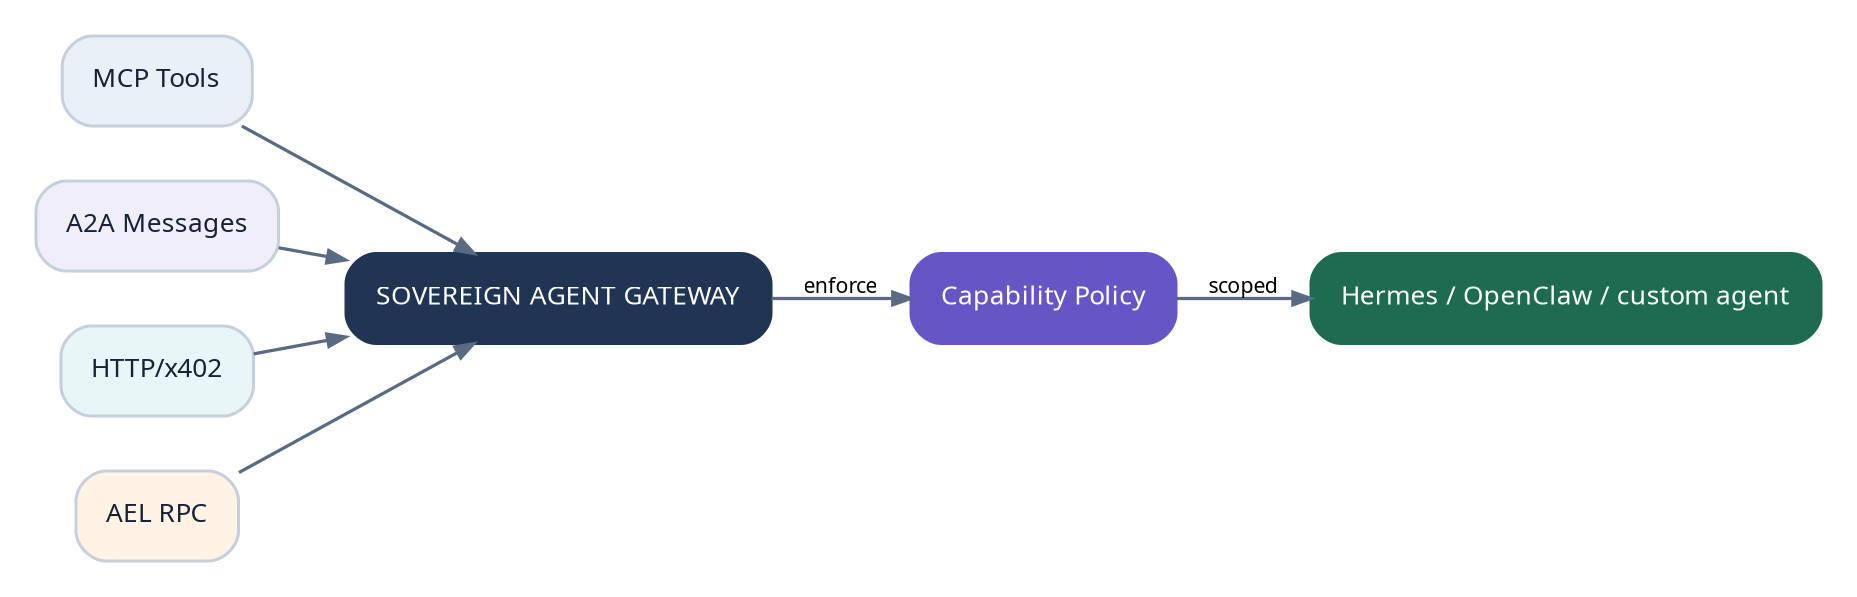 MCP Tools
A2A Messages
HTTP/x402
AEL RPC
SOVEREIGN AGENT GATEWAY
enforce
Capability Policy
scoped
Hermes / OpenClaw / custom agent